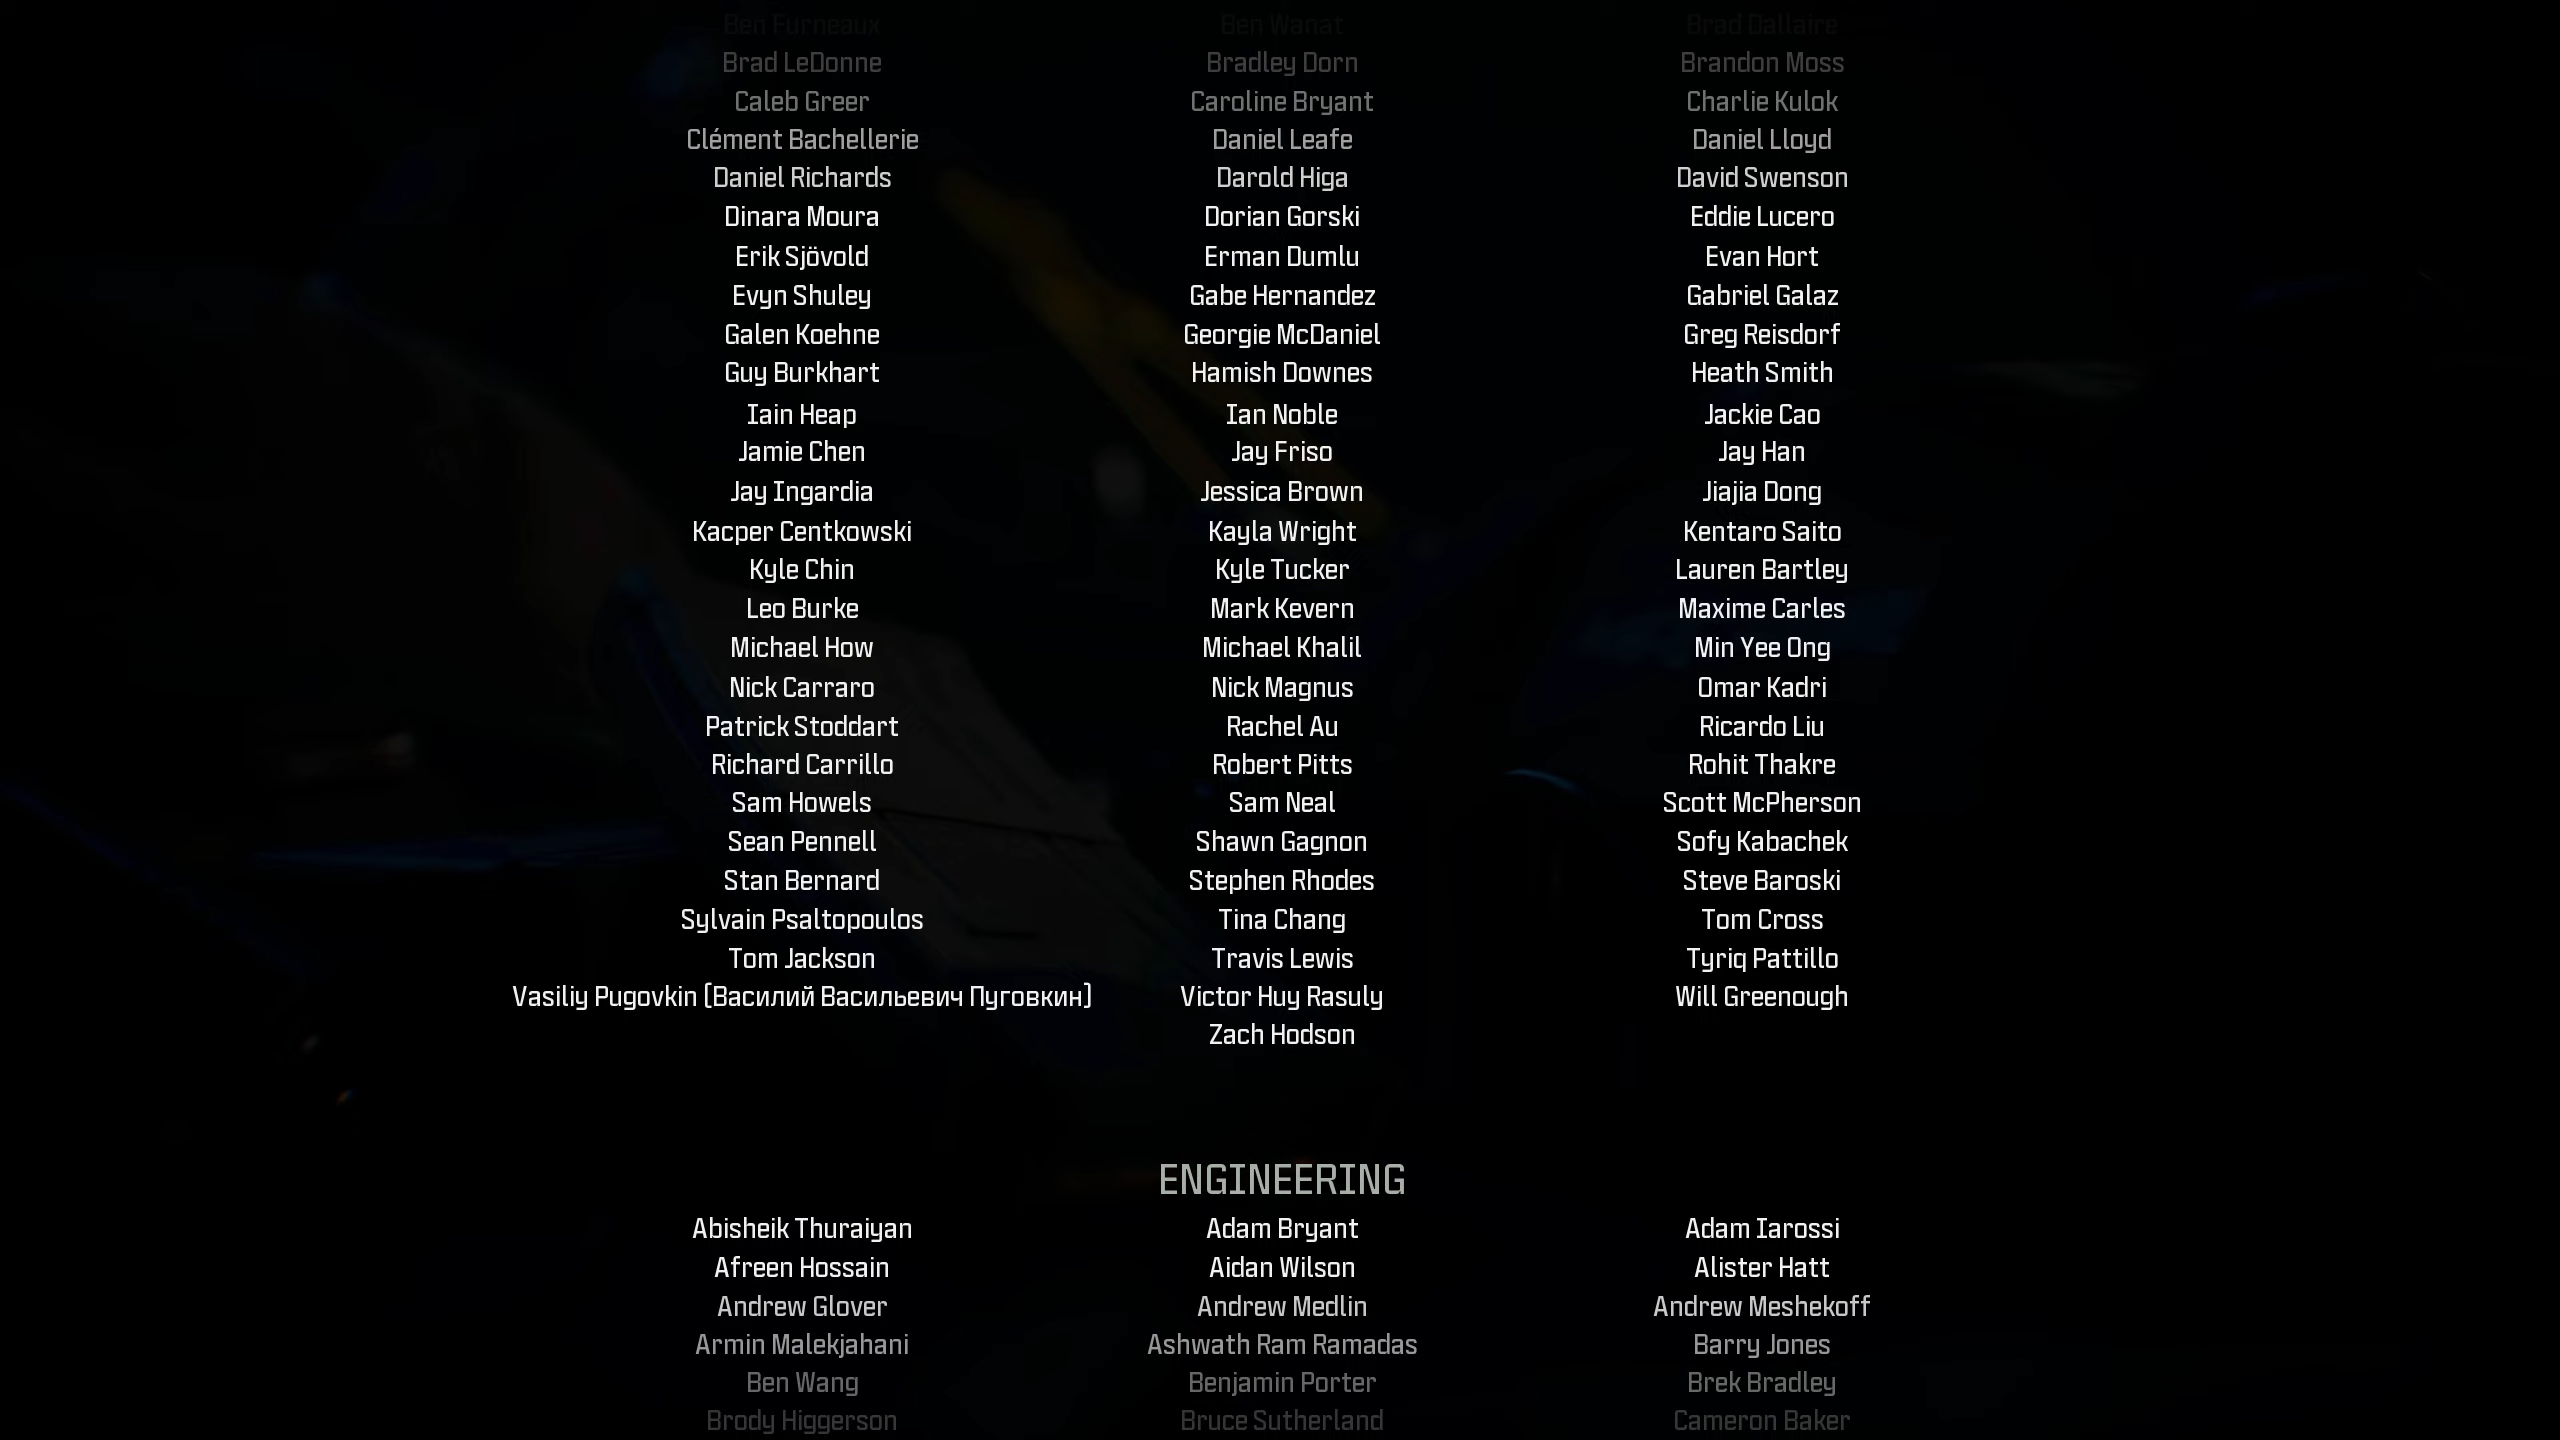 Ben Furneaux Ben Wanat Brad Dallaire
Brad LeDonne Bradley Dorn Brandon Moss
Caleb Greer Caroline Bryant Charlie Kulok
Clément Bachellerie Daniel Leafe Daniel Lloyd
Daniel Richards Darold Higa David Swenson
Dinara Moura Dorian Gorski Eddie Lucero
Erik Sjövold Erman Dumlu Evan Hort
Evyn Shuley Gabe Hernandez Gabriel Galaz
Galen Koehne Georgie McDaniel Greg Reisdorf
Guy Burkhart Hamish Downes Heath Smith
Iain Heap Ian Noble Jackie Cao
Jamie Chen Jay Friso Jay Han
Jay Ingardia Jessica Brown Jiajia Dong
Kacper Centkowski Kayla Wright Kentaro Saito
Kyle Chin Kyle Tucker Lauren Bartley
Leo Burke Mark Kevern Maxime Carles
Michael How Michael Khalil Min Yee Ong
Nick Carraro Nick Magnus Omar Kadri
Patrick Stoddart Rachel Au Ricardo Liu
Richard Carrillo Robert Pitts Rohit Thakre
Sam Howels Sam Neal Scott McPherson
Sean Pennell Shawn Gagnon Sofy Kabachek
Stan Bernard Stephen Rhodes Steve Baroski
Sylvain Psaltopoulos Tina Chang Tom Cross
Tom Jackson Travis Lewis Tyriq Pattillo
Vasiliy Pugovkin (Василий Васильевич Пуговкин) Victor Huy Rasuly Will Greenough
Zach Hodson
ENGINEERING
Abisheik Thuraiyan Adam Bryant Adam Iarossi
Afreen Hossain Aidan Wilson Alister Hatt
Andrew Glover Andrew Medlin Andrew Meshekoff
Armin Malekjahani Ashwath Ram Ramadas Barry Jones
Ben Wang Benjamin Porter Brek Bradley
Brody Higgerson Bruce Sutherland Cameron Baker